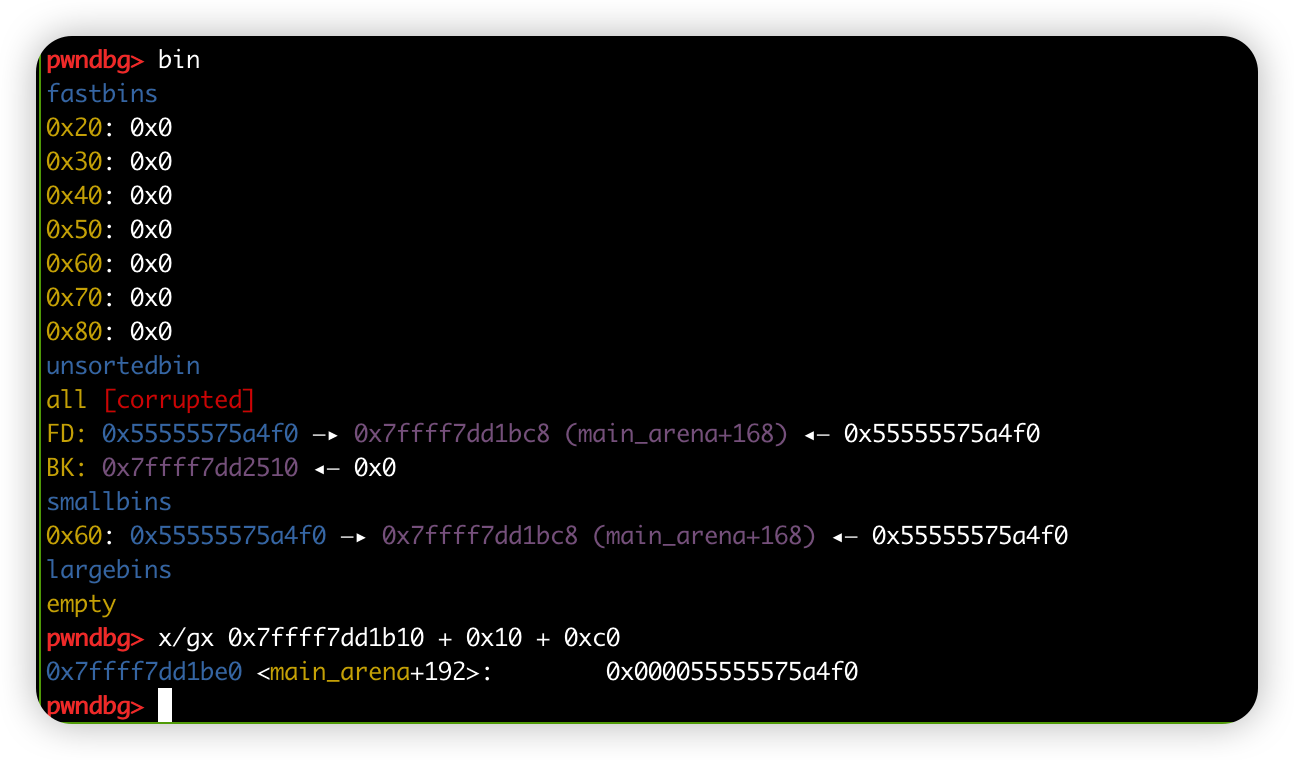 pwndbg> bin
fastbins
0x20: 0x0
0x30: 0x0
0x40: 0x0
0x50: 0x0
0x60: 0x0
0x70: 0x0
0x80: 0x0
unsortedbin
all [corrupted]
FD: 0x55555575a4f0 —▸ 0x7ffff7dd1bc8 (main_arena+168) ◂— 0x55555575a4f0
BK: 0x7ffff7dd2510 ◂— 0x0
smallbins
0x60: 0x55555575a4f0 —▸ 0x7ffff7dd1bc8 (main_arena+168) ◂— 0x55555575a4f0
largebins
empty
pwndbg> x/gx 0x7ffff7dd1b10 + 0x10 + 0xc0
0x7ffff7dd1be0 <main_arena+192>: 0x000055555575a4f0
pwndbg>